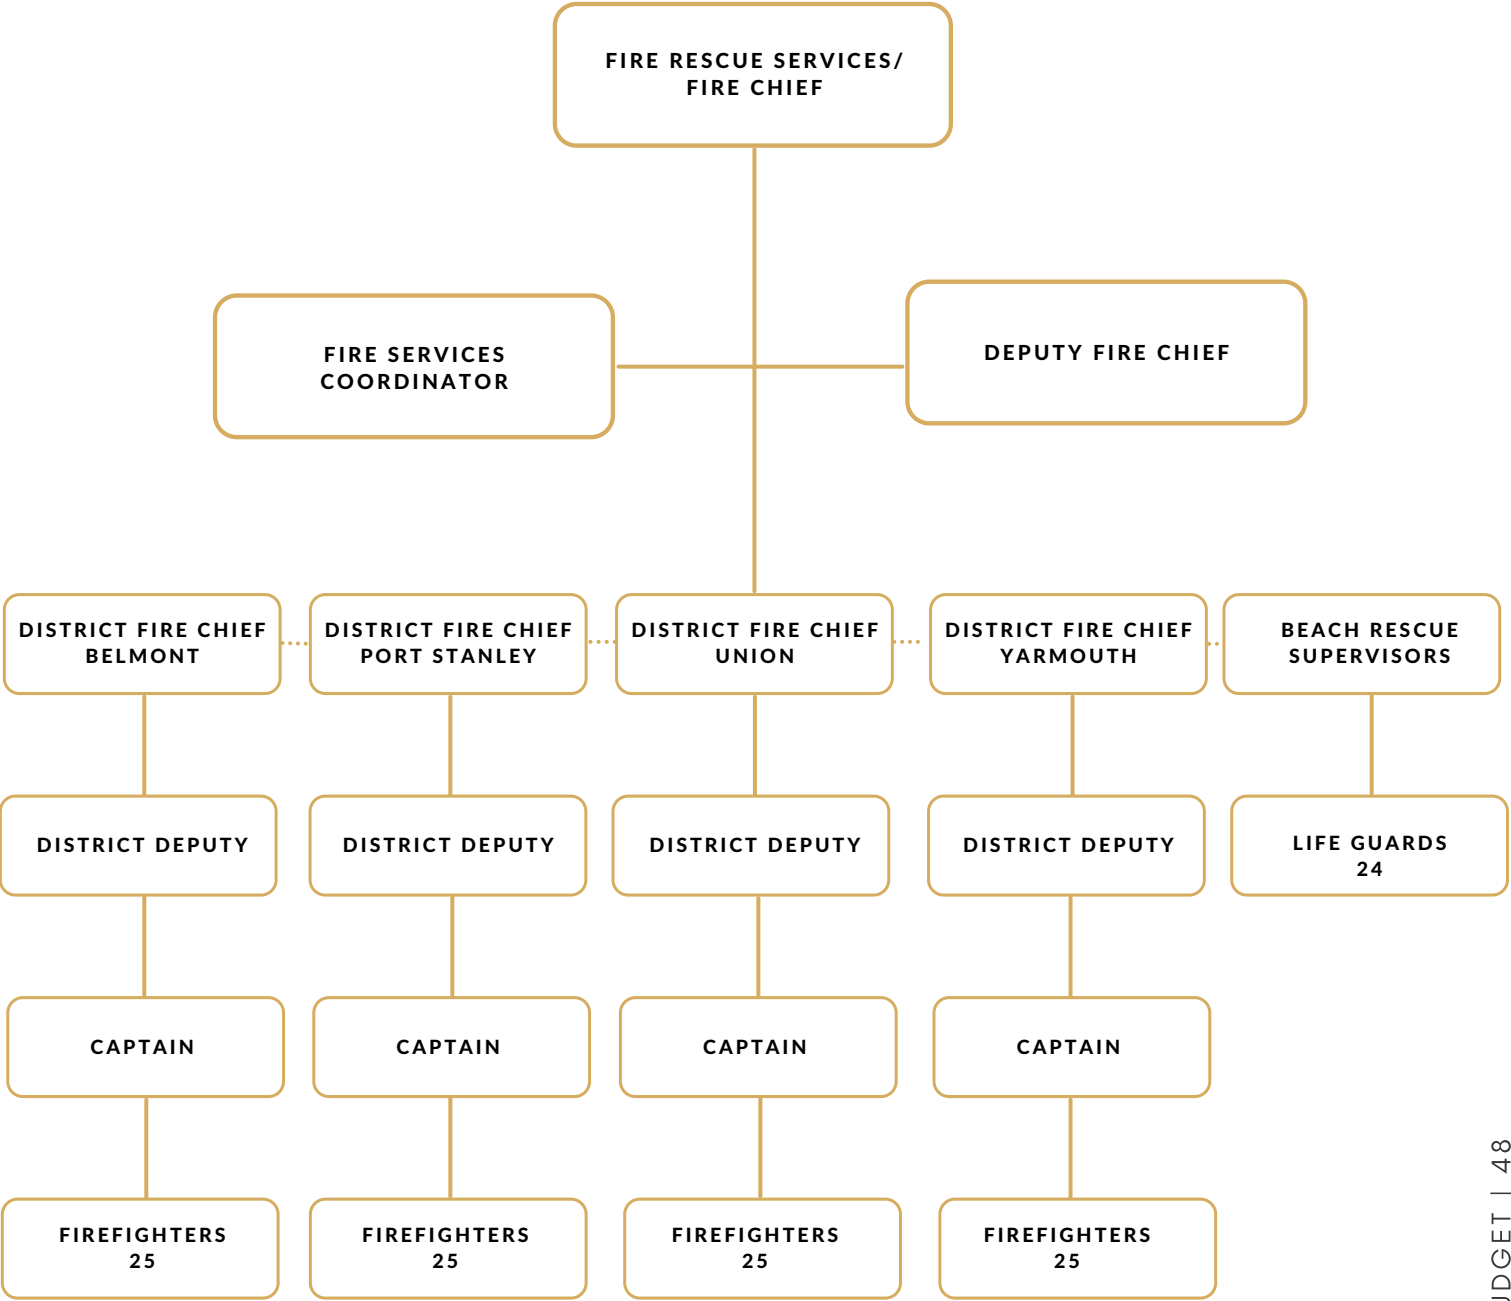 FIRE RESCUE SERVICES/
FIRE CHIEF
FIRE SERVICES
COORDINATOR
DEPUTY FIRE CHIEF
DISTRICT FIRE CHIEF
BELMONT
DISTRICT FIRE CHIEF
PORT STANLEY
DISTRICT FIRE CHIEF
UNION
DISTRICT FIRE CHIEF
YARMOUTH
BEACH RESCUE
SUPERVISORS
DISTRICT DEPUTY
DISTRICT DEPUTY
DISTRICT DEPUTY
DISTRICT DEPUTY
LIFE GUARDS
24
CAPTAIN
CAPTAIN
CAPTAIN
CAPTAIN
FIREFIGHTERS
25
FIREFIGHTERS
25
FIREFIGHTERS
25
FIREFIGHTERS
25
| 48